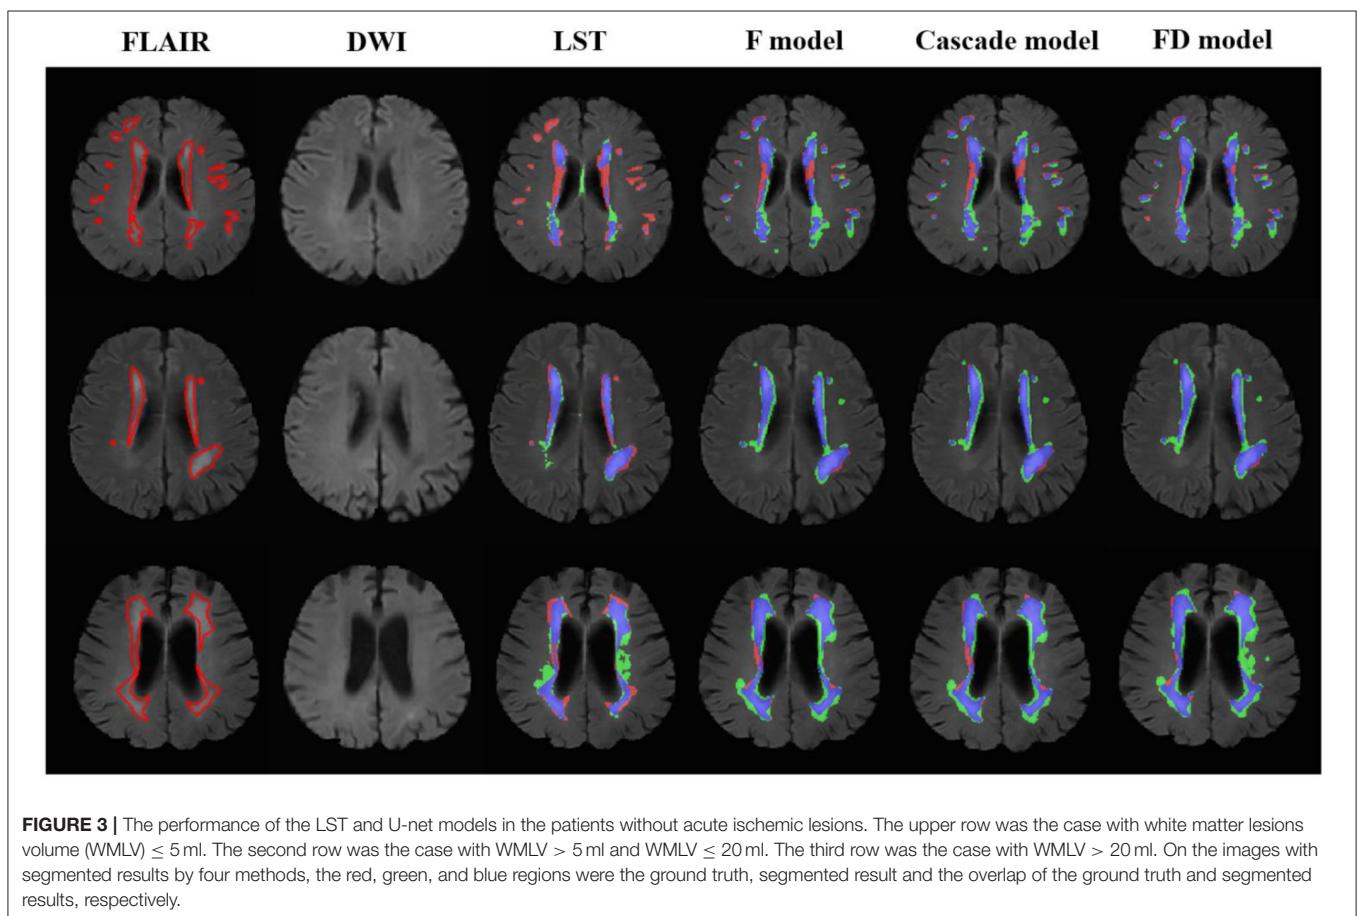 FLAIR DWI LST F model Cascade model FD model
FIGURE 3 | The performance of the LST and U-net models in the patients without acute ischemic lesions. The upper row was the case with white matter lesions
volume (WMLV) ≤ 5 ml. The second row was the case with WMLV > 5 ml and WMLV ≤ 20 ml. The third row was the case with WMLV > 20 ml. On the images with
segmented results by four methods, the red, green, and blue regions were the ground truth, segmented result and the overlap of the ground truth and segmented
results, respectively.